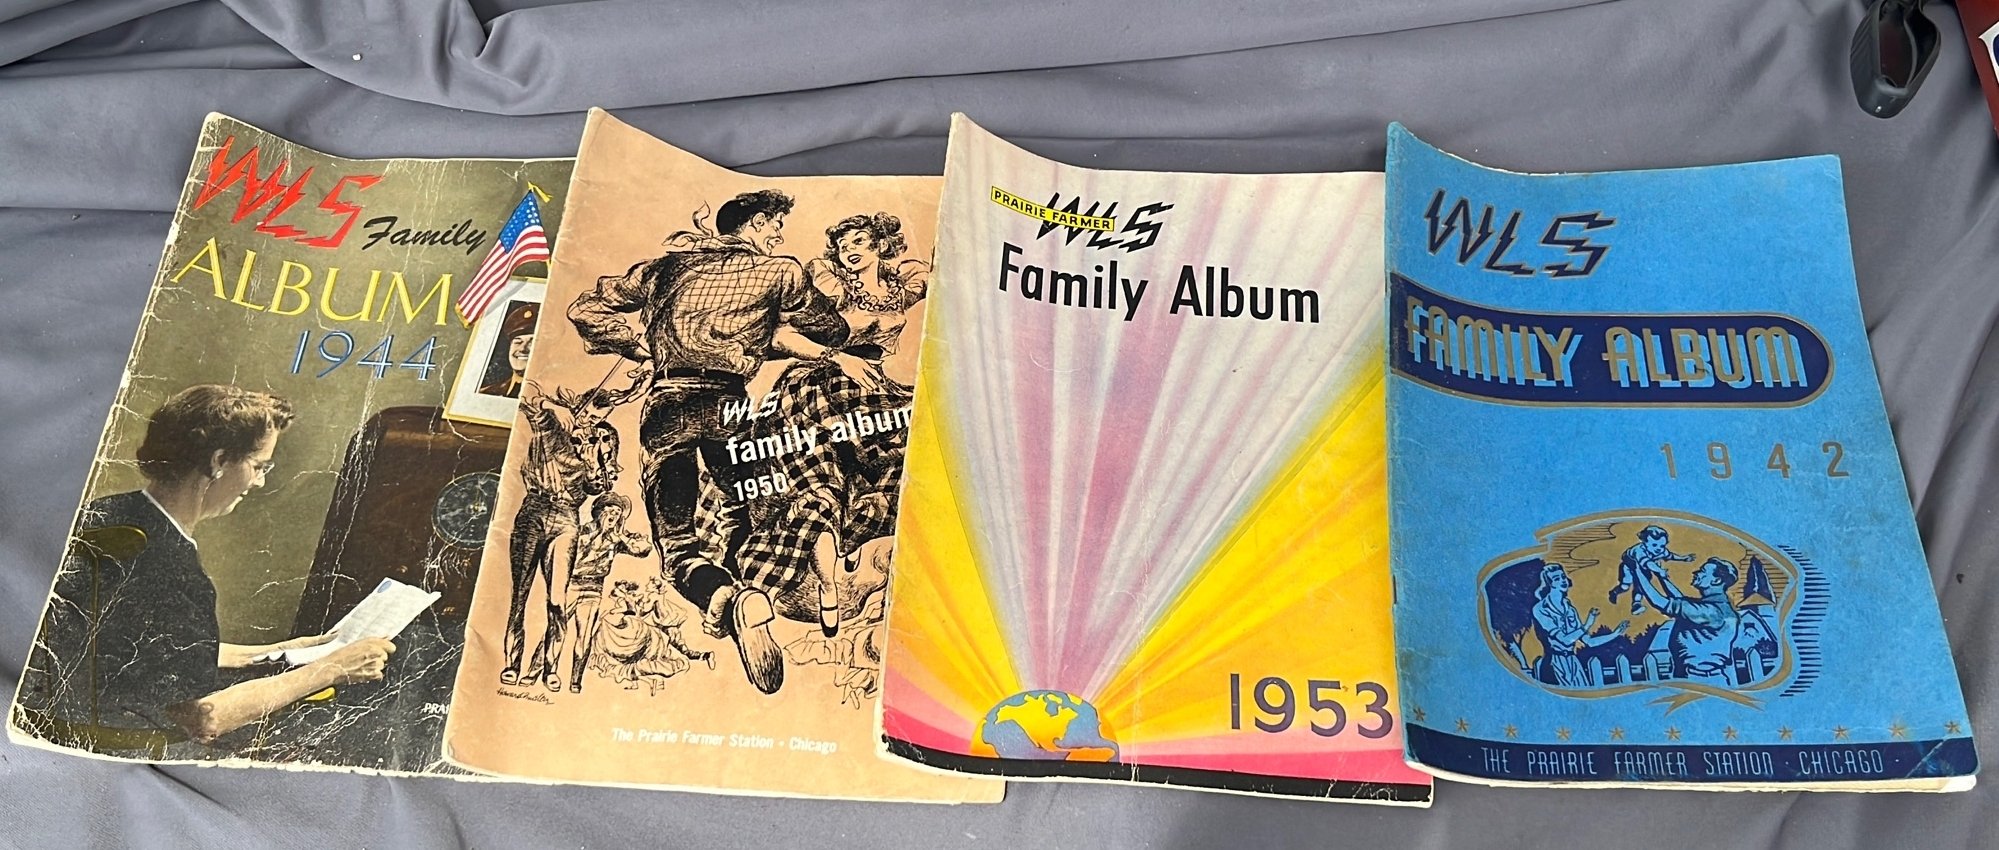 WLS Family
ALBUM
1944
WLS
family album
1950
The Prairie Farmer Station • Chicago
PRAIRIE FARMER
WLS
Family Album
1953
WLS
FAMILY ALBUM
1942
· THE PRAIRIE FARMER STATION · CHICAGO ·